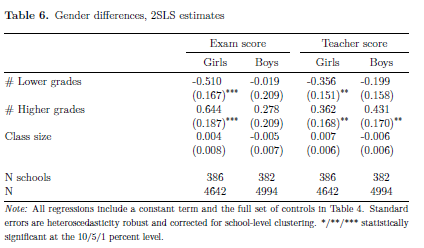 Table 6. Gender differences, 2SLS estimates
Exam score Teacher score
Girls Boys Girls Boys
# Lower grades -0.510 -0.019 -0.356 -0.199
(0.167)*** (0.209) (0.151)** (0.158)
# Higher grades 0.644 0.278 0.362 0.431
(0.187)*** (0.209) (0.168)** (0.170)**
Class size 0.004 -0.005 0.007 -0.006
(0.008) (0.007) (0.006) (0.006)
N schools 386 382 386 382
N 4642 4994 4642 4994
Note: All regressions include a constant term and the full set of controls in Table 4. Standard
errors are heteroscedasticity robust and corrected for school-level clustering. */**/*** statistically
significant at the 10/5/1 percent level.